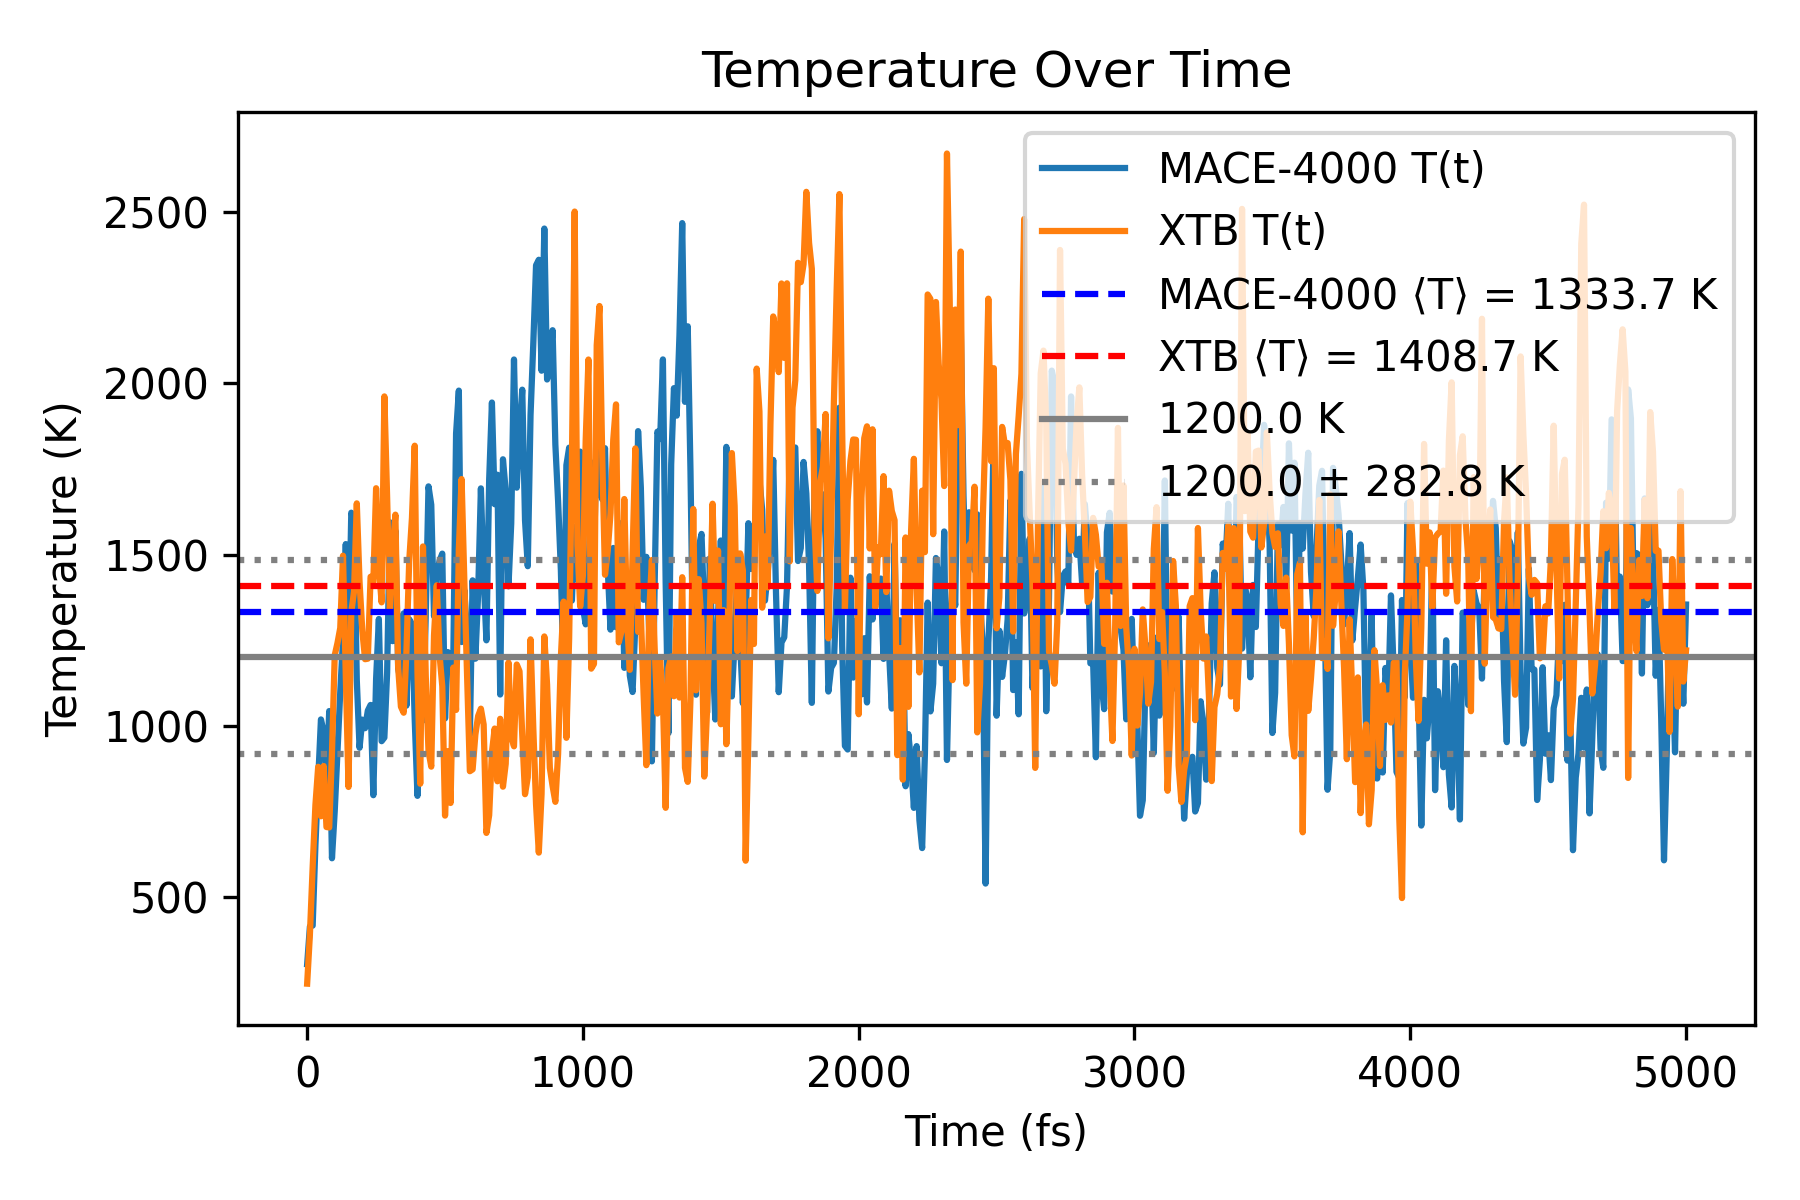 Temperature Over Time
Temperature (K)
2500
2000
1500
1000
500
MACE-4000 T(t)
XTB T(t)
MACE-4000 ⟨T⟩ = 1333.7 K
XTB ⟨T⟩ = 1408.7 K
1200.0 K
1200.0 ± 282.8 K
0 1000 2000 3000 4000 5000
Time (fs)